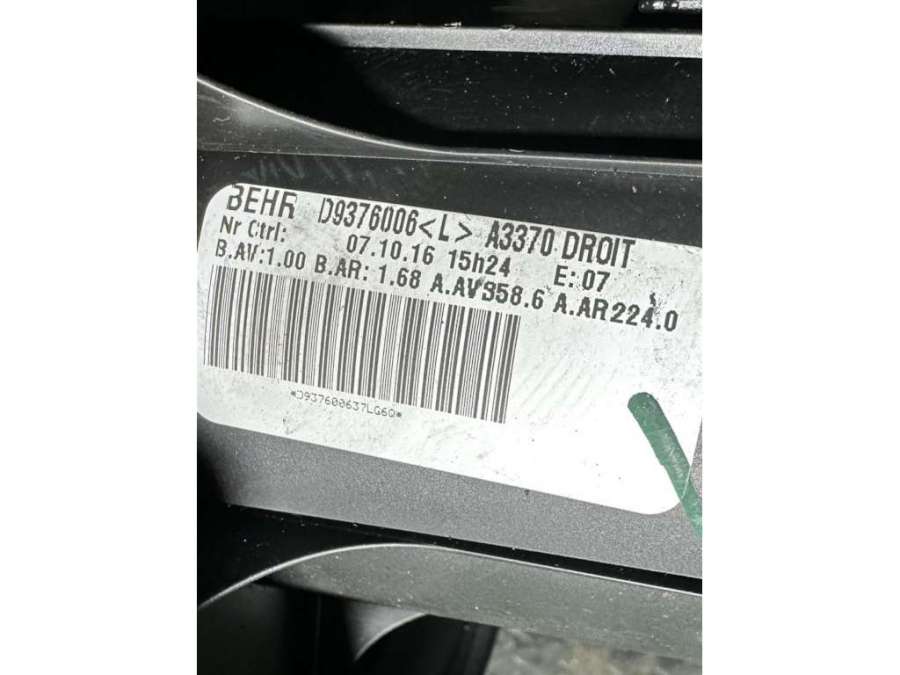 BEHR D9376006<L> A3370 DROIT
Nr Ctrl: 07.10.16 15h24 E: 07
B.AV:1.00 B.AR: 1.68 A.AV358.6 A.AR224.0
*D937600637LG6Q*